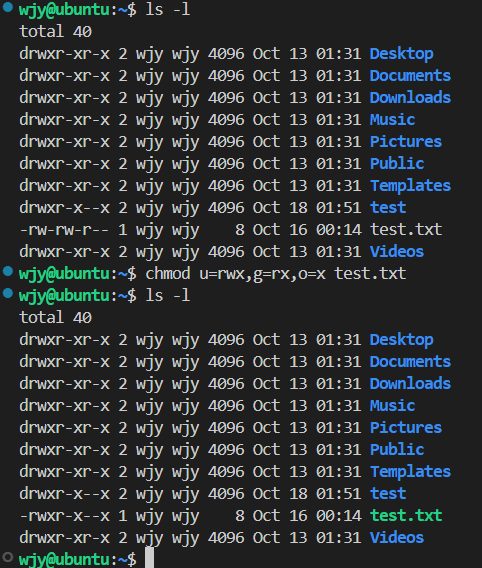 wjy@ubuntu:~$ ls -l
total 40
drwxr-xr-x 2 wjy wjy 4096 Oct 13 01:31 Desktop
drwxr-xr-x 2 wjy wjy 4096 Oct 13 01:31 Documents
drwxr-xr-x 2 wjy wjy 4096 Oct 13 01:31 Downloads
drwxr-xr-x 2 wjy wjy 4096 Oct 13 01:31 Music
drwxr-xr-x 2 wjy wjy 4096 Oct 13 01:31 Pictures
drwxr-xr-x 2 wjy wjy 4096 Oct 13 01:31 Public
drwxr-xr-x 2 wjy wjy 4096 Oct 13 01:31 Templates
drwxr-x--x 2 wjy wjy 4096 Oct 18 01:51 test
-rw-rw-r-- 1 wjy wjy    8 Oct 16 00:14 test.txt
drwxr-xr-x 2 wjy wjy 4096 Oct 13 01:31 Videos
wjy@ubuntu:~$ chmod u=rwx,g=rx,o=x test.txt
wjy@ubuntu:~$ ls -l
total 40
drwxr-xr-x 2 wjy wjy 4096 Oct 13 01:31 Desktop
drwxr-xr-x 2 wjy wjy 4096 Oct 13 01:31 Documents
drwxr-xr-x 2 wjy wjy 4096 Oct 13 01:31 Downloads
drwxr-xr-x 2 wjy wjy 4096 Oct 13 01:31 Music
drwxr-xr-x 2 wjy wjy 4096 Oct 13 01:31 Pictures
drwxr-xr-x 2 wjy wjy 4096 Oct 13 01:31 Public
drwxr-xr-x 2 wjy wjy 4096 Oct 13 01:31 Templates
drwxr-x--x 2 wjy wjy 4096 Oct 18 01:51 test
-rwxr-x--x 1 wjy wjy    8 Oct 16 00:14 test.txt
drwxr-xr-x 2 wjy wjy 4096 Oct 13 01:31 Videos
wjy@ubuntu:~$